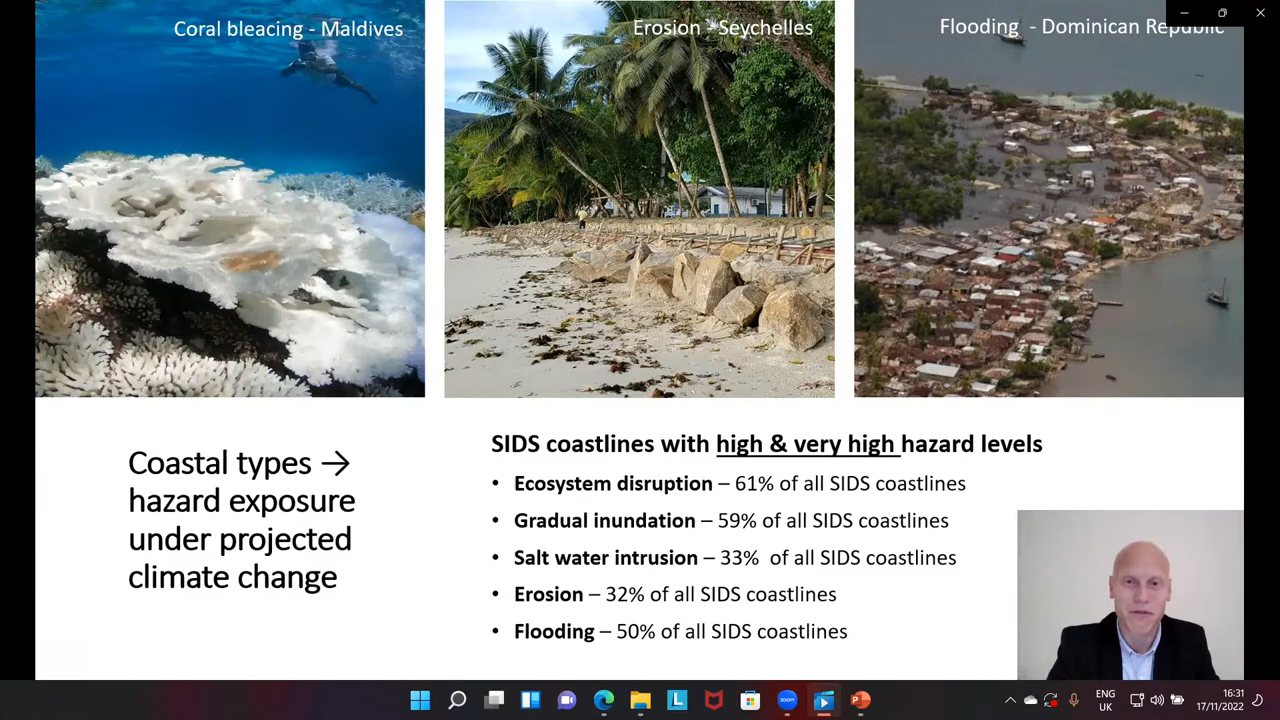 Coral bleacing - Maldives
Erosion - Seychelles
Flooding - Dominican Republic
Coastal types →
hazard exposure
under projected
climate change
SIDS coastlines with high & very high hazard levels
• Ecosystem disruption – 61% of all SIDS coastlines
• Gradual inundation – 59% of all SIDS coastlines
• Salt water intrusion – 33% of all SIDS coastlines
• Erosion – 32% of all SIDS coastlines
• Flooding – 50% of all SIDS coastlines
L
zoom
P
ENG
UK
16:31
17/11/2022